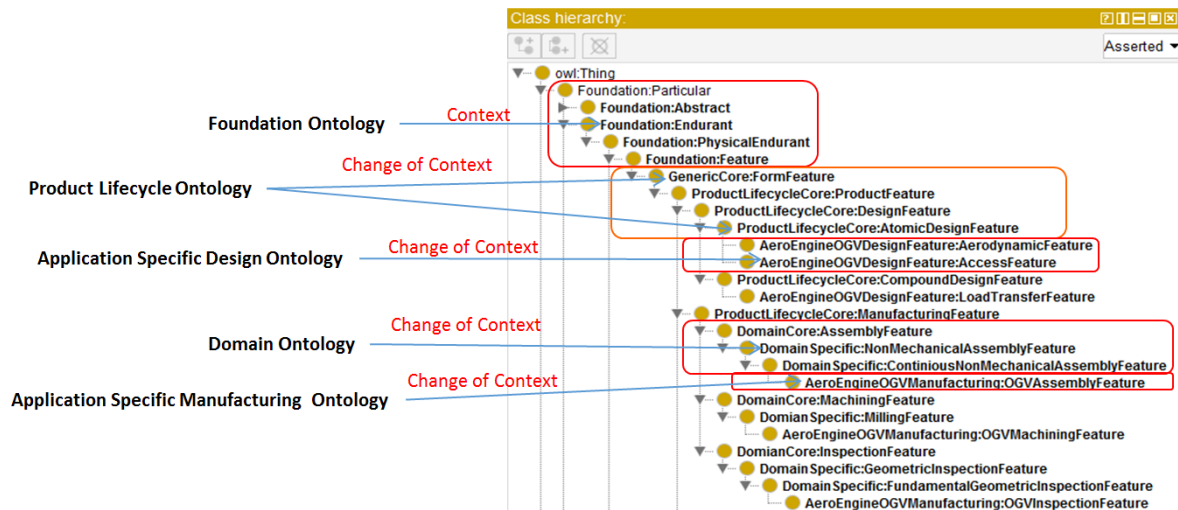 Class hierarchy:
Asserted
owl:Thing
Foundation:Particular
Foundation:Abstract
Foundation:Endurant
Foundation:PhysicalEndurant
Foundation:Feature
GenericCore:FormFeature
ProductLifecycleCore:ProductFeature
ProductLifecycleCore:DesignFeature
ProductLifecycleCore:AtomicDesignFeature
AeroEngineOGVDesignFeature:AerodynamicFeature
AeroEngineOGVDesignFeature:AccessFeature
ProductLifecycleCore:CompoundDesignFeature
AeroEngineOGVDesignFeature:LoadTransferFeature
ProductLifecycleCore:ManufacturingFeature
DomainCore:AssemblyFeature
DomainSpecific:NonMechanicalAssemblyFeature
DomainSpecific:ContiniousNonMechanicalAssemblyFeature
AeroEngineOGVManufacturing:OGVAssemblyFeature
DomainCore:MachiningFeature
DomianSpecific:MillingFeature
AeroEngineOGVManufacturing:OGVMachiningFeature
DomianCore:InspectionFeature
DomainSpecific:GeometricInspectionFeature
DomainSpecific:FundamentalGeometricInspectionFeature
AeroEngineOGVManufacturing:OGVInspectionFeature
Context
Foundation Ontology
Change of Context
Product Lifecycle Ontology
Change of Context
Application Specific Design Ontology
Change of Context
Domain Ontology
Change of Context
Application Specific Manufacturing Ontology